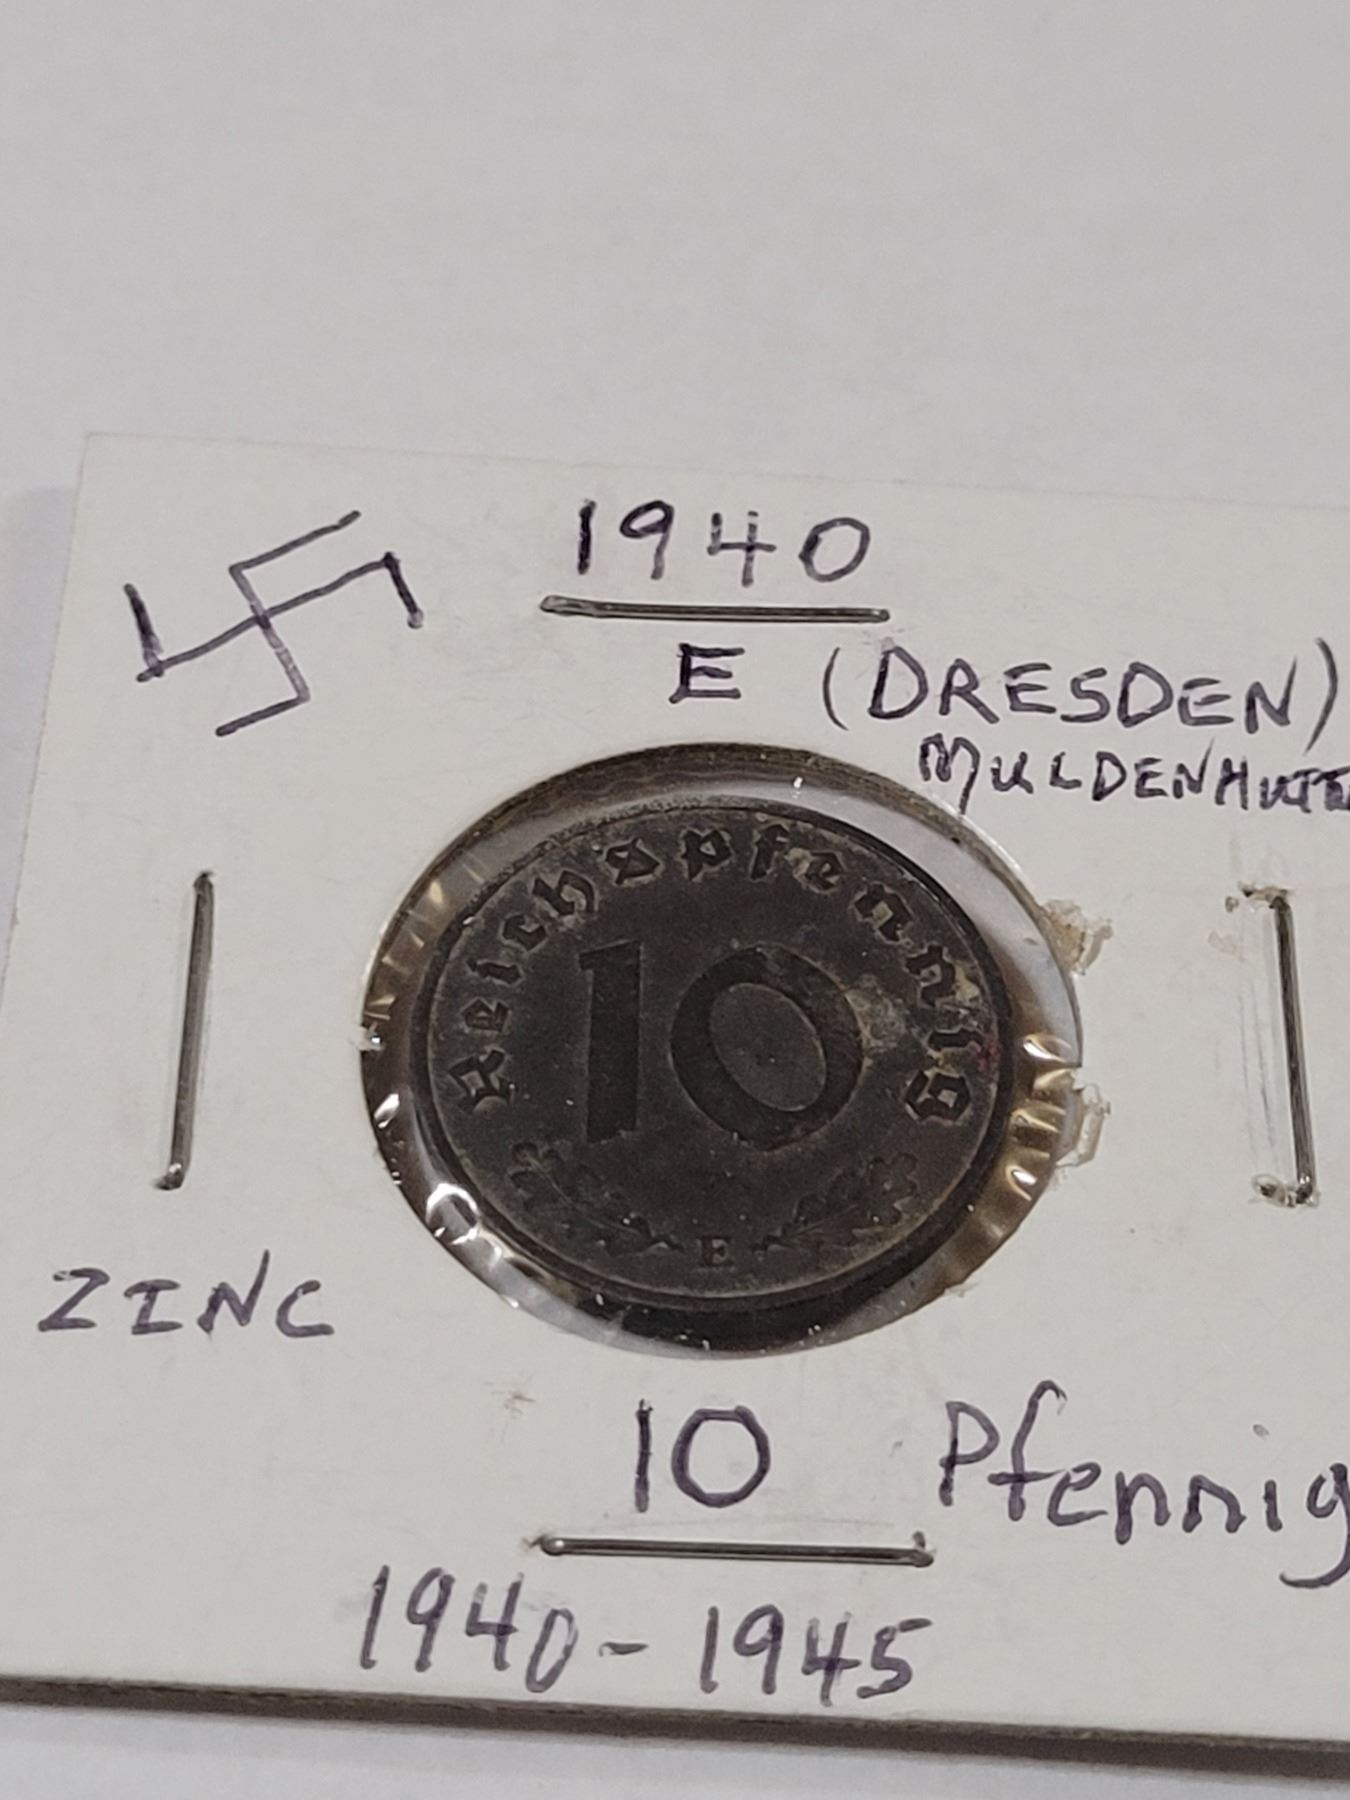 1940
E (DRESDEN)
Reichspfennig
10
E
ZINC
10 Pfennig
1940-1945